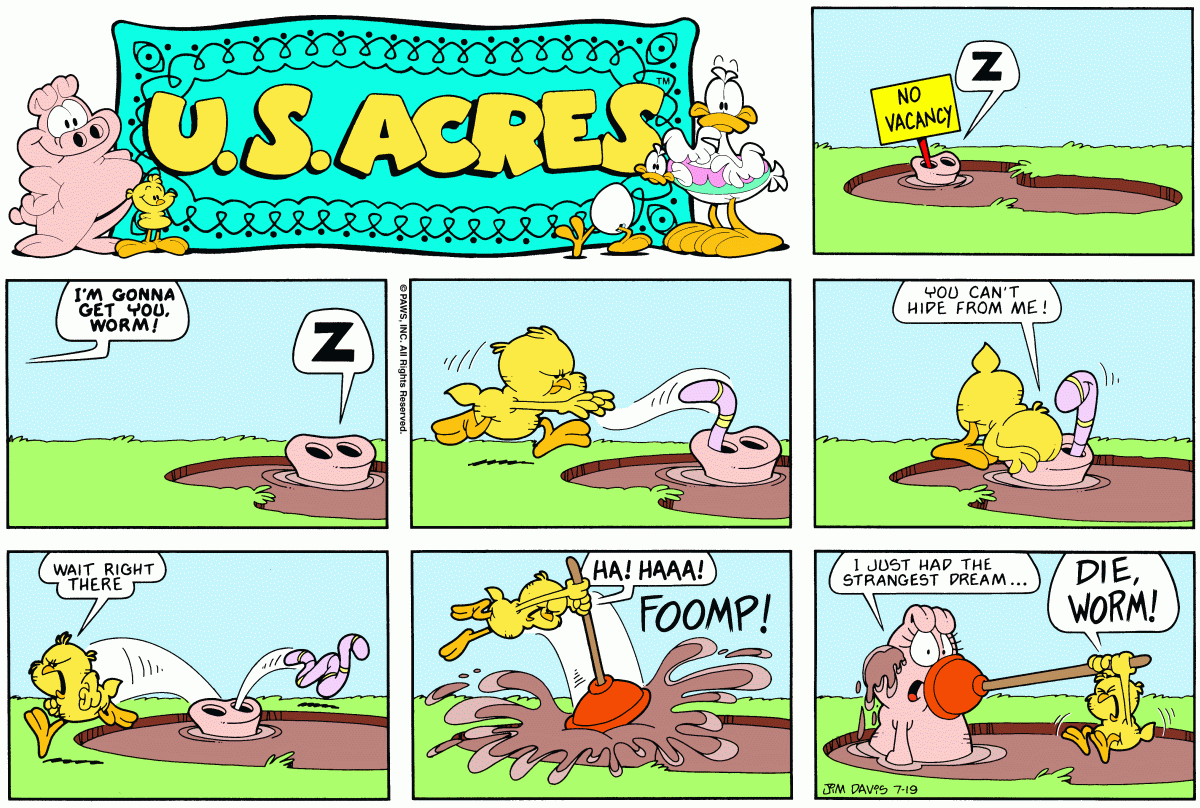 U.S. ACRES
TM
NO
VACANCY
Z
I'M GONNA
GET YOU,
WORM!
Z
© PAWS, INC. All Rights Reserved.
YOU CAN'T
HIDE FROM ME!
WAIT RIGHT
THERE
HA! HAAA!
FOOMP!
I JUST HAD THE
STRANGEST DREAM...
DIE,
WORM!
JIM DAVIS 7-19